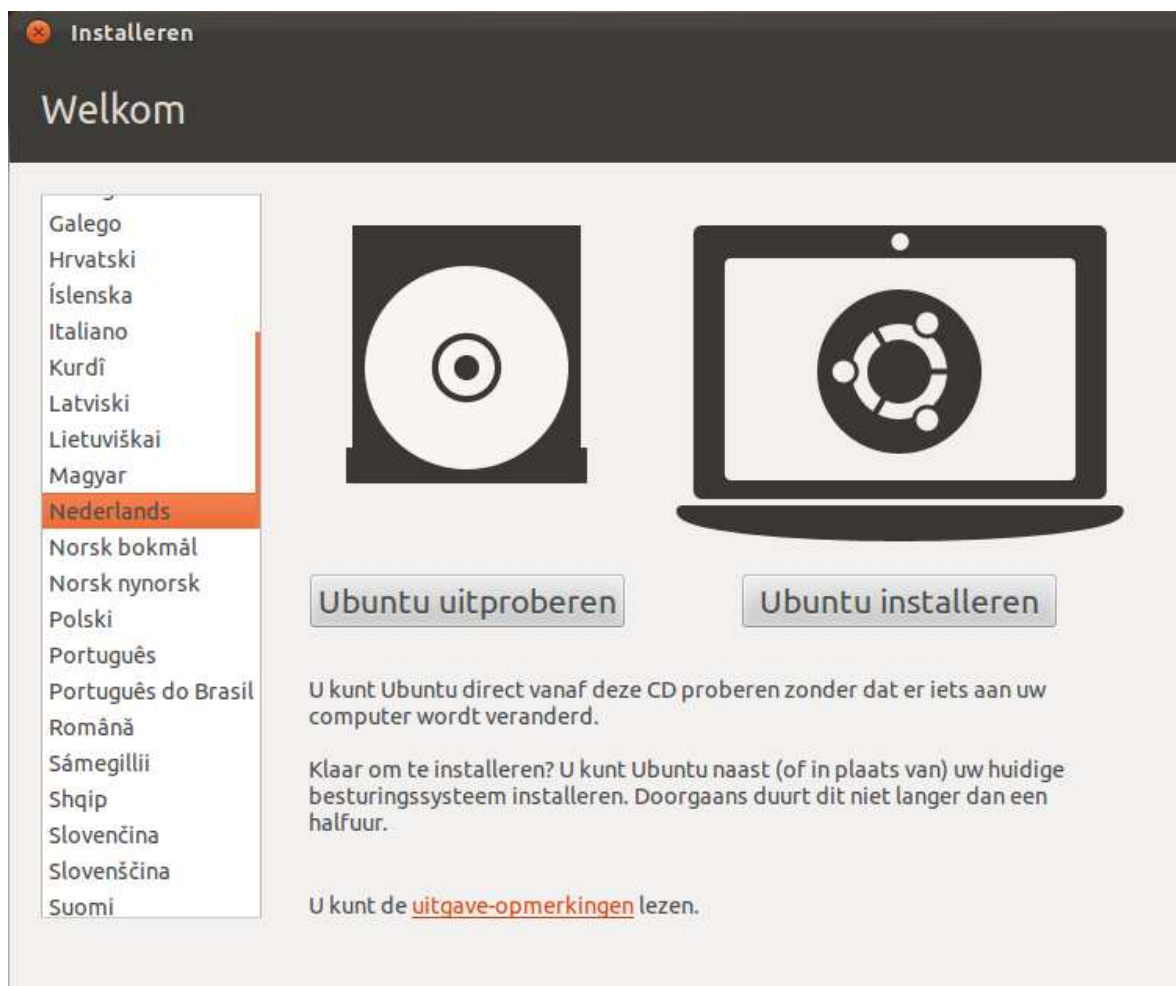 Installeren
Welkom
Galego
Hrvatski
Íslenska
Italiano
Kurdî
Latviski
Lietuviškai
Magyar
Nederlands
Norsk bokmål
Norsk nynorsk
Polski
Português
Português do Brasil
Română
Sámegillii
Shqip
Slovenčina
Slovenščina
Suomi
Ubuntu uitproberen
Ubuntu installeren
U kunt Ubuntu direct vanaf deze CD proberen zonder dat er iets aan uw
computer wordt veranderd.
Klaar om te installeren? U kunt Ubuntu naast (of in plaats van) uw huidige
besturingssysteem installeren. Doorgaans duurt dit niet langer dan een
halfuur.
U kunt de uitgave-opmerkingen lezen.